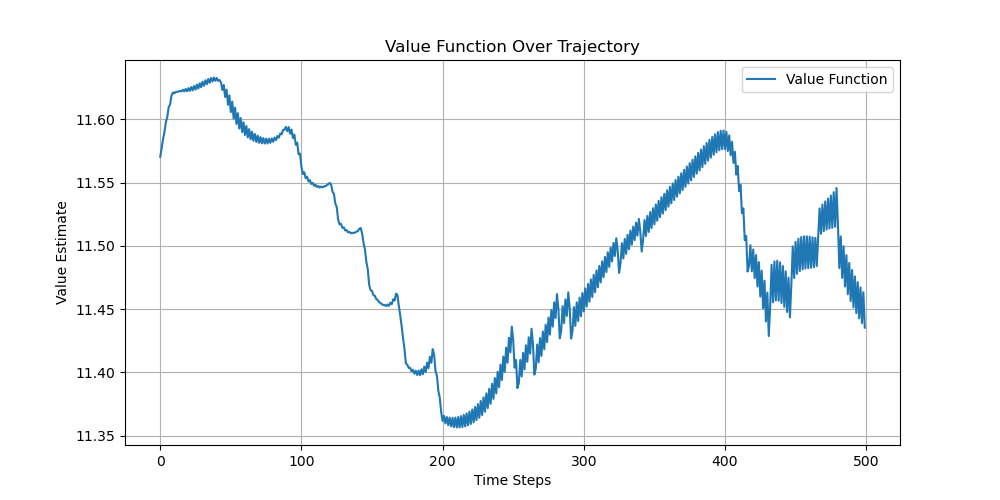 Value Function Over Trajectory
Value Function
Value Estimate
11.60
11.55
11.50
11.45
11.40
11.35
0 100 200 300 400 500
Time Steps